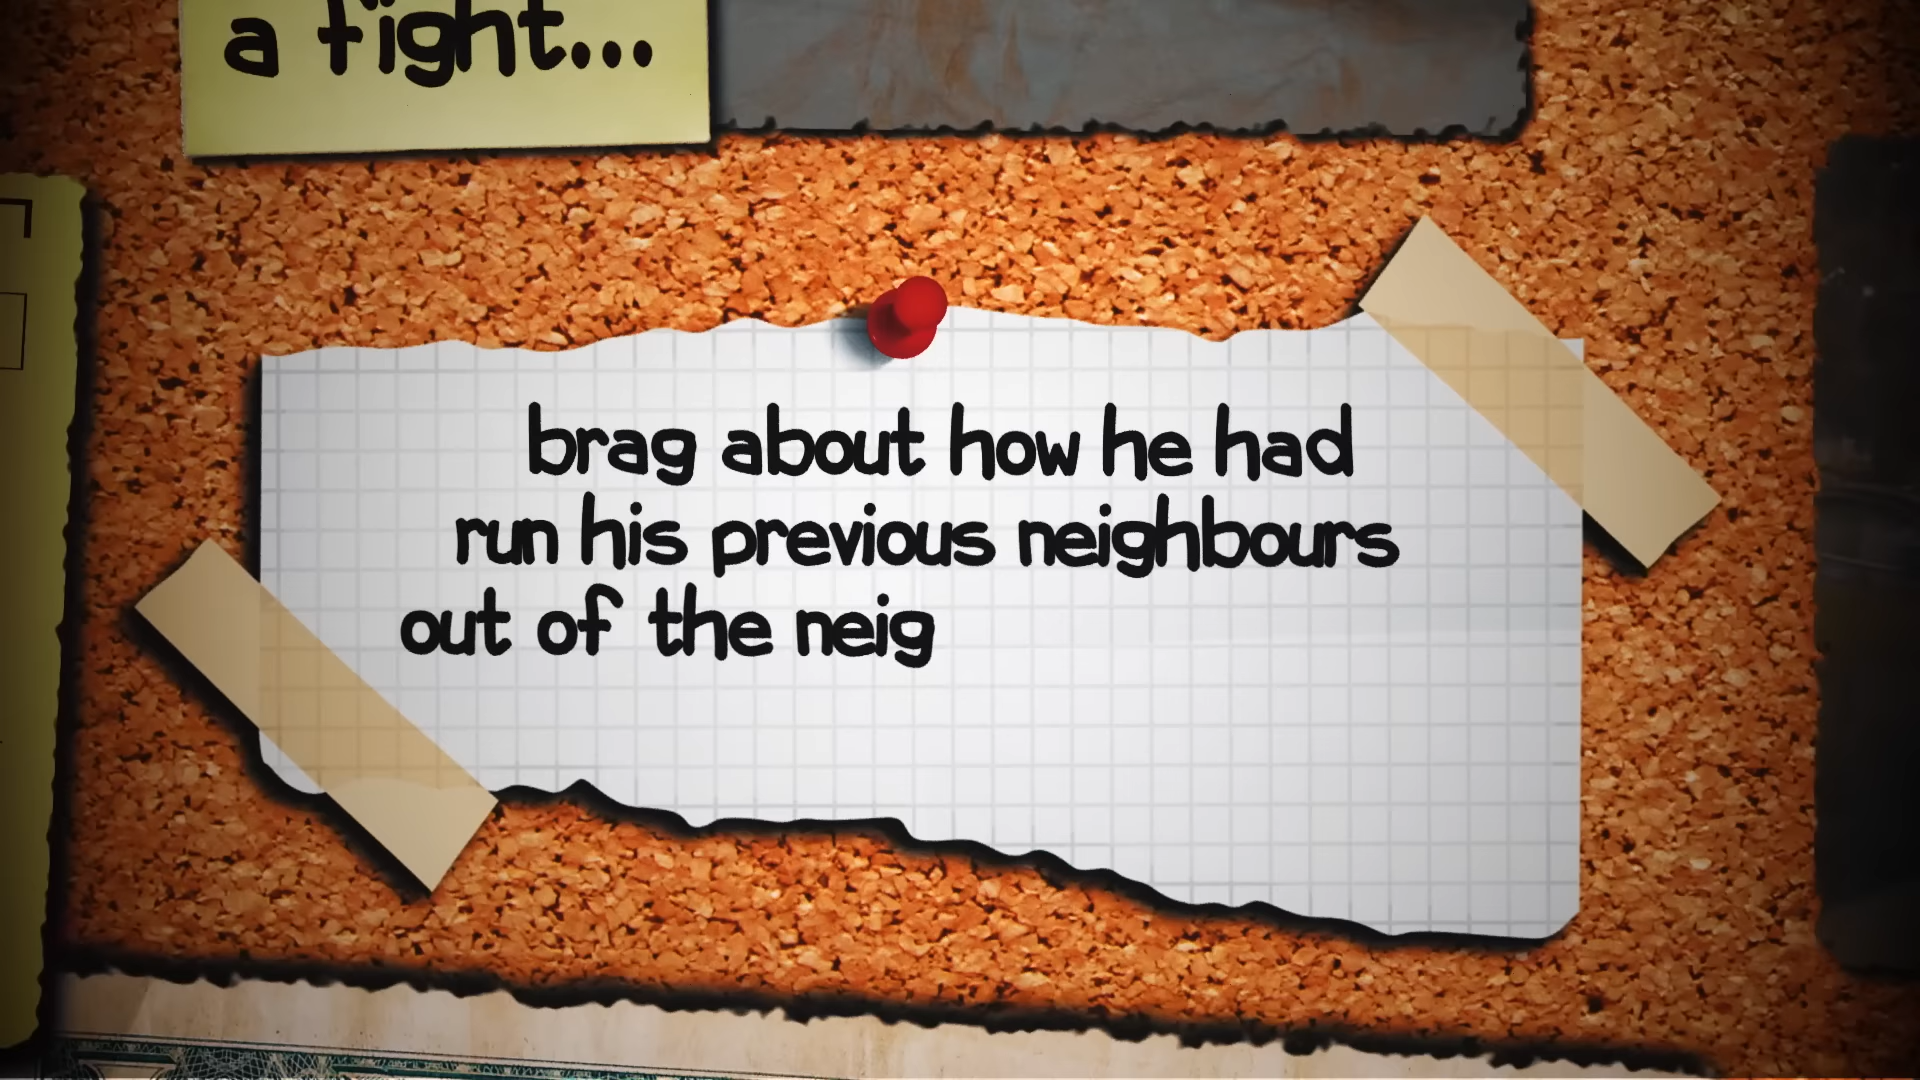 a fight...
brag about how he had
run his previous neighbours
out of the neig